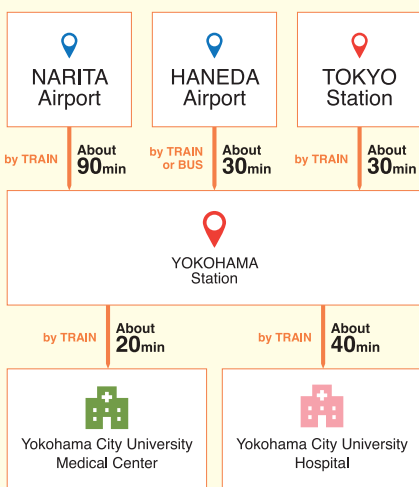 NARITA
Airport
HANEDA
Airport
TOKYO
Station
by TRAIN
About
90min
by TRAIN
or BUS
About
30min
by TRAIN
About
30min
YOKOHAMA
Station
by TRAIN
About
20min
by TRAIN
About
40min
Yokohama City University
Medical Center
Yokohama City University
Hospital